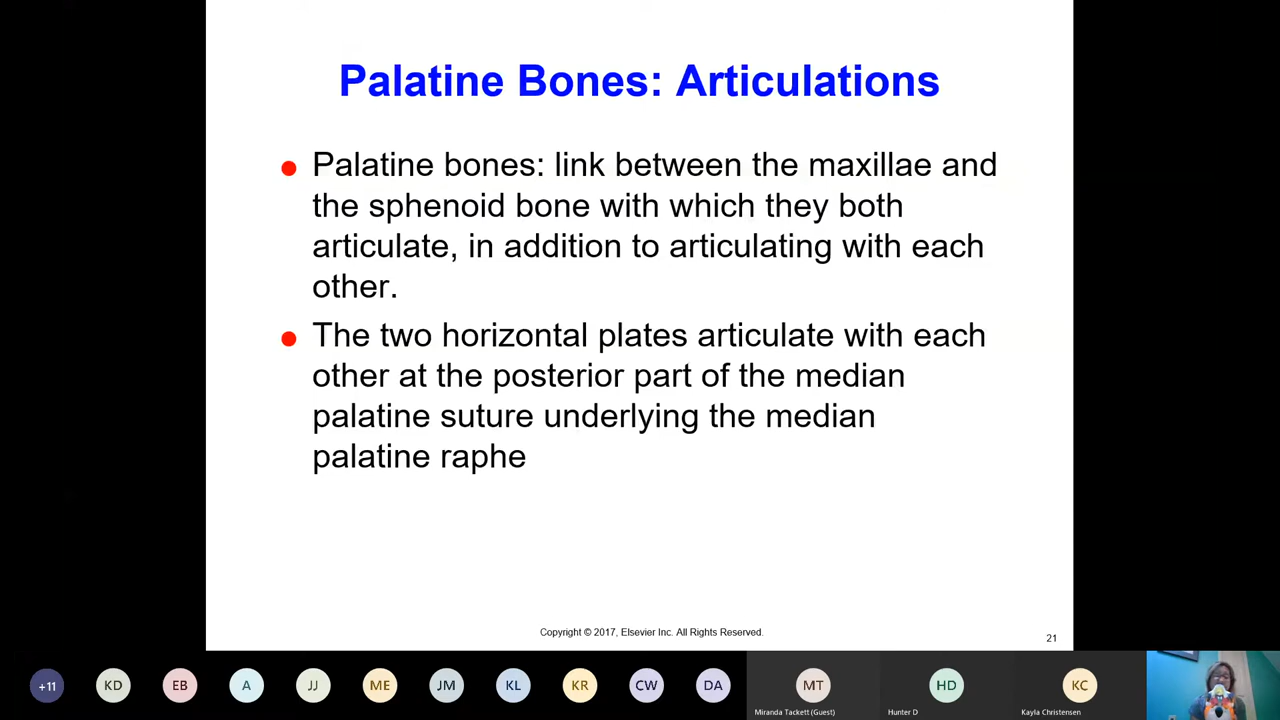 Palatine Bones: Articulations
● Palatine bones: link between the maxillae and
the sphenoid bone with which they both
articulate, in addition to articulating with each
other.
● The two horizontal plates articulate with each
other at the posterior part of the median
palatine suture underlying the median
palatine raphe
Copyright © 2017, Elsevier Inc. All Rights Reserved.
21
+11 KD EB A JJ ME JM KL KR CW DA MT HD KC
Miranda Tackett (Guest) Hunter D Kayla Christensen